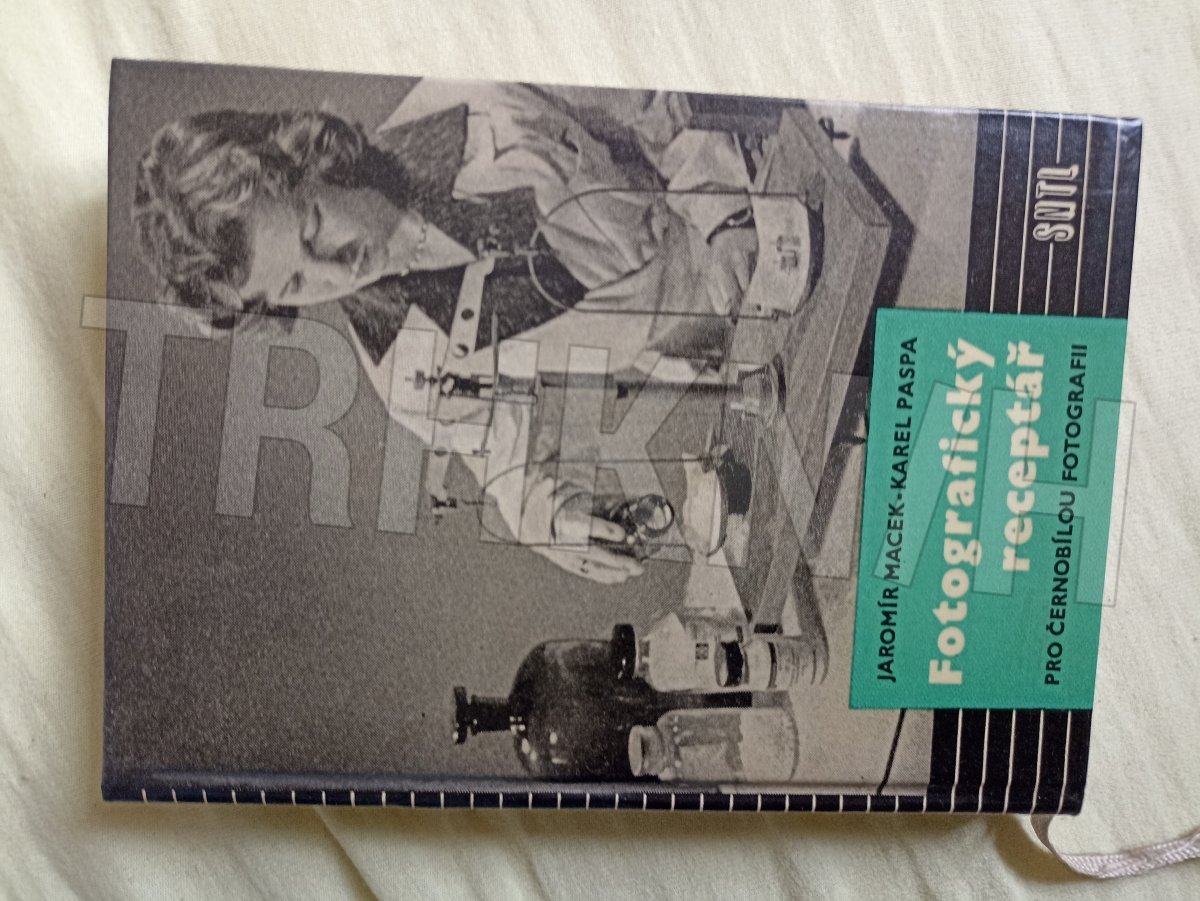 JAROMÍR MACEK-KAREL PASPA
Fotografický
receptář
PRO ČERNOBÍLOU FOTOGRAFII
SNTL